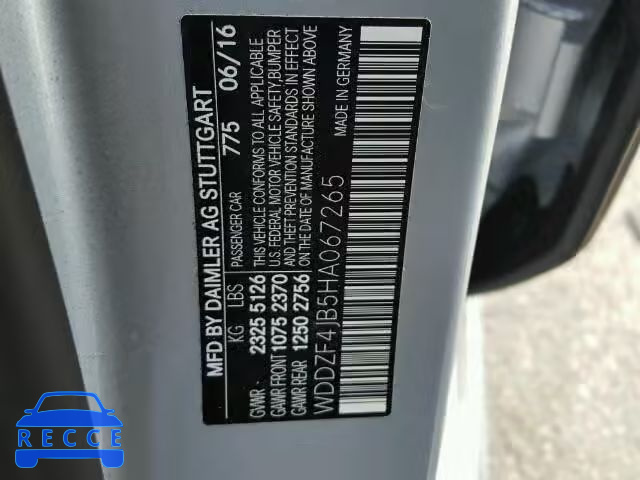 MFD BY DAIMLER AG STUTTGART
KG LBS PASSENGER CAR 775 06/16
GAWR 2325 5126 THIS VEHICLE CONFORMS TO ALL APPLICABLE
GAWR FRONT 1075 2370 U.S. FEDERAL MOTOR VEHICLE SAFETY, BUMPER
GAWR REAR 1250 2756 AND THEFT PREVENTION STANDARDS IN EFFECT
ON THE DATE OF MANUFACTURE SHOWN ABOVE
WDDZF4JB5HA067265 MADE IN GERMANY
RECCE